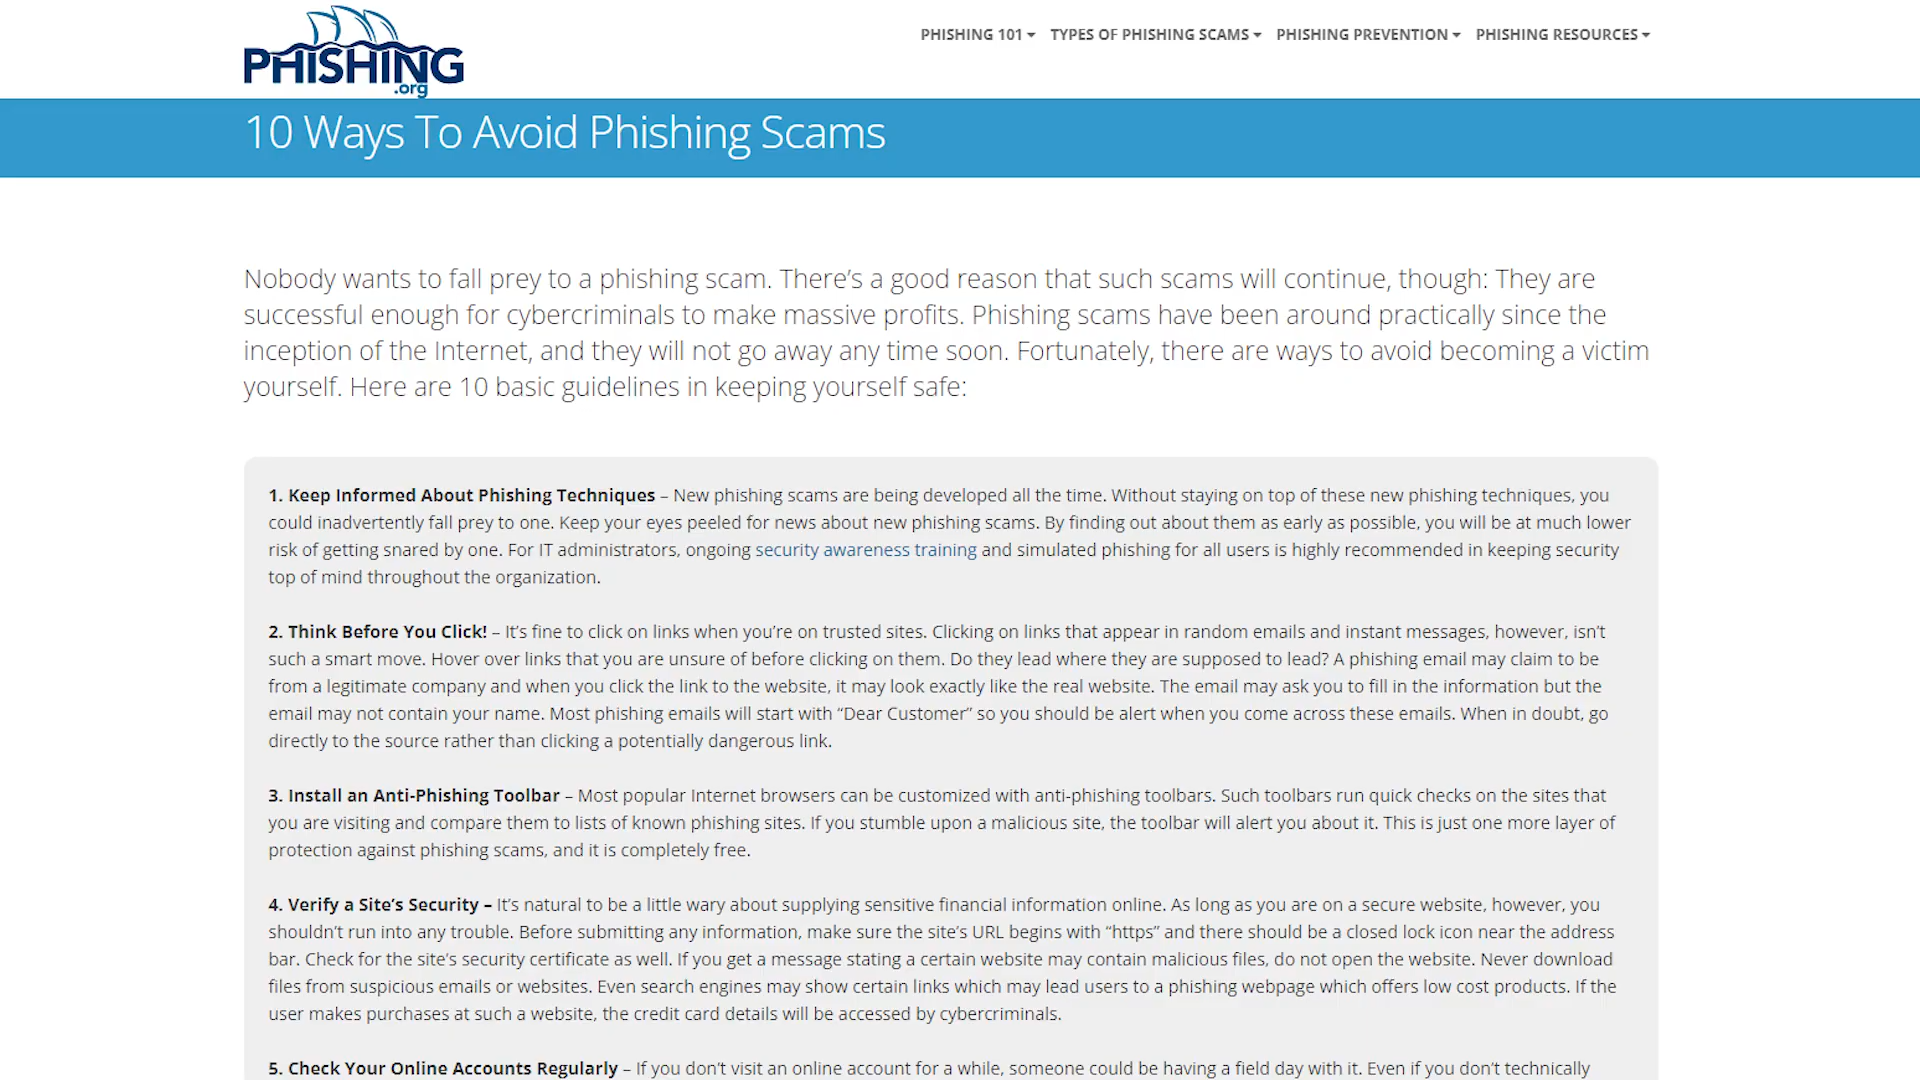 PHISHING
.org
PHISHING 101
TYPES OF PHISHING SCAMS
PHISHING PREVENTION
PHISHING RESOURCES
10 Ways To Avoid Phishing Scams
Nobody wants to fall prey to a phishing scam. There’s a good reason that such scams will continue, though: They are
successful enough for cybercriminals to make massive profits. Phishing scams have been around practically since the
inception of the Internet, and they will not go away any time soon. Fortunately, there are ways to avoid becoming a victim
yourself. Here are 10 basic guidelines in keeping yourself safe:
1. Keep Informed About Phishing Techniques – New phishing scams are being developed all the time. Without staying on top of these new phishing techniques, you
could inadvertently fall prey to one. Keep your eyes peeled for news about new phishing scams. By finding out about them as early as possible, you will be at much lower
risk of getting snared by one. For IT administrators, ongoing security awareness training and simulated phishing for all users is highly recommended in keeping security
top of mind throughout the organization.
2. Think Before You Click! – It’s fine to click on links when you’re on trusted sites. Clicking on links that appear in random emails and instant messages, however, isn’t
such a smart move. Hover over links that you are unsure of before clicking on them. Do they lead where they are supposed to lead? A phishing email may claim to be
from a legitimate company and when you click the link to the website, it may look exactly like the real website. The email may ask you to fill in the information but the
email may not contain your name. Most phishing emails will start with “Dear Customer” so you should be alert when you come across these emails. When in doubt, go
directly to the source rather than clicking a potentially dangerous link.
3. Install an Anti-Phishing Toolbar – Most popular Internet browsers can be customized with anti-phishing toolbars. Such toolbars run quick checks on the sites that
you are visiting and compare them to lists of known phishing sites. If you stumble upon a malicious site, the toolbar will alert you about it. This is just one more layer of
protection against phishing scams, and it is completely free.
4. Verify a Site’s Security – It’s natural to be a little wary about supplying sensitive financial information online. As long as you are on a secure website, however, you
shouldn’t run into any trouble. Before submitting any information, make sure the site’s URL begins with “https” and there should be a closed lock icon near the address
bar. Check for the site’s security certificate as well. If you get a message stating a certain website may contain malicious files, do not open the website. Never download
files from suspicious emails or websites. Even search engines may show certain links which may lead users to a phishing webpage which offers low cost products. If the
user makes purchases at such a website, the credit card details will be accessed by cybercriminals.
5. Check Your Online Accounts Regularly – If you don’t visit an online account for a while, someone could be having a field day with it. Even if you don’t technically